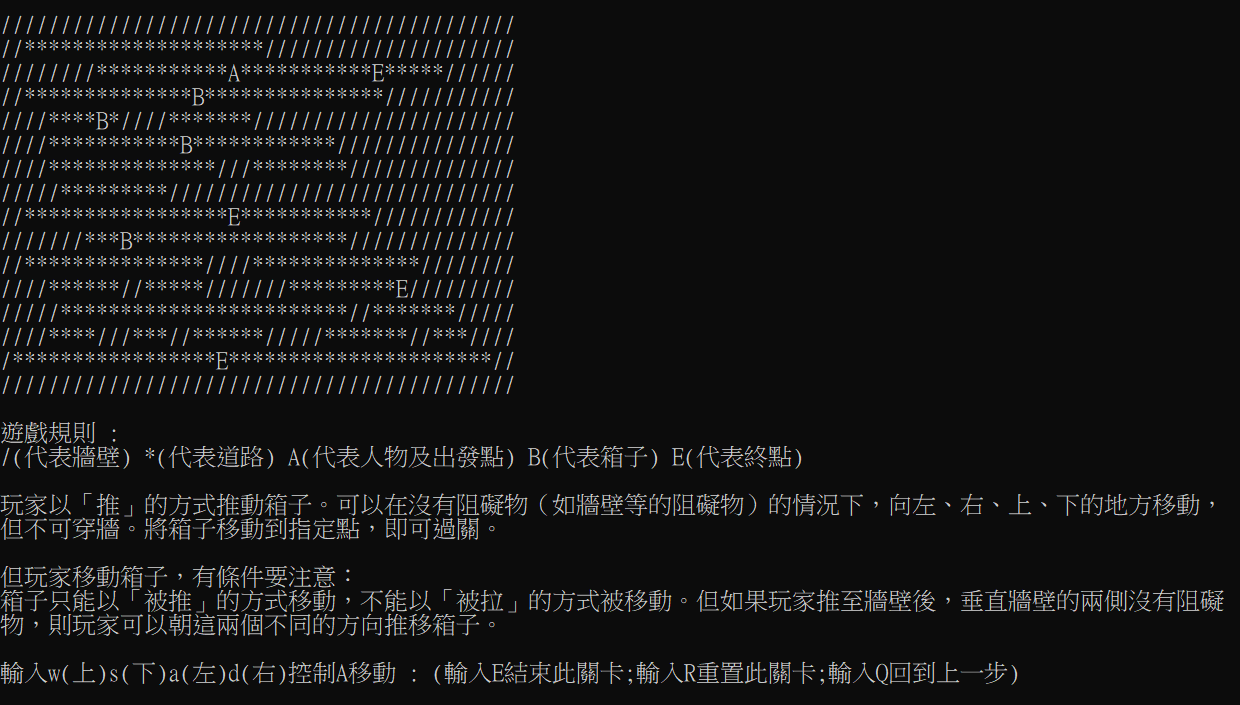 ///////////////////////////////////////////
//********************/////////////////////
////////***********A***********E*****//////
//**************B***************///////////
////****B*////*******//////////////////////
////***********B************///////////////
////**************///********//////////////
/////*********/////////////////////////////
//*****************E***********////////////
///////***B******************//////////////
//***************////**************////////
////******//*****///////*********E/////////
/////************************//*******/////
////****///***//******/////*******//***////
/*****************E**********************//
///////////////////////////////////////////
遊戲規則 :
/(代表牆壁) *(代表道路) A(代表人物及出發點) B(代表箱子) E(代表終點)
玩家以「推」的方式推動箱子。可以在沒有阻礙物（如牆壁等的阻礙物）的情況下，向左、右、上、下的地方移動，
但不可穿牆。將箱子移動到指定點，即可過關。
但玩家移動箱子，有條件要注意：
箱子只能以「被推」的方式移動，不能以「被拉」的方式被移動。但如果玩家推至牆壁後，垂直牆壁的兩側沒有阻礙
物，則玩家可以朝這兩個不同的方向推移箱子。
輸入w(上)s(下)a(左)d(右)控制A移動 : (輸入E結束此關卡;輸入R重置此關卡;輸入Q回到上一步)